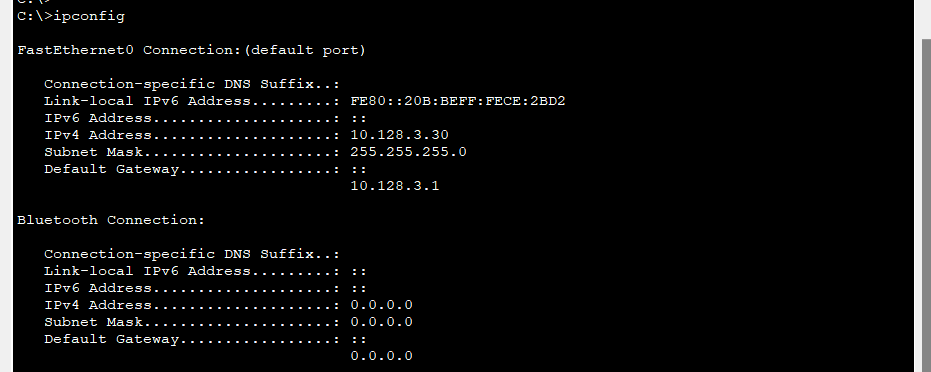 C:\>ipconfig
FastEthernet0 Connection:(default port)
Connection-specific DNS Suffix..:
Link-local IPv6 Address.........: FE80::20B:BEFF:FECE:2BD2
IPv6 Address....................: ::
IPv4 Address....................: 10.128.3.30
Subnet Mask.....................: 255.255.255.0
Default Gateway.................: ::
10.128.3.1
Bluetooth Connection:
Connection-specific DNS Suffix..:
Link-local IPv6 Address.........: ::
IPv6 Address....................: ::
IPv4 Address....................: 0.0.0.0
Subnet Mask.....................: 0.0.0.0
Default Gateway.................: ::
0.0.0.0